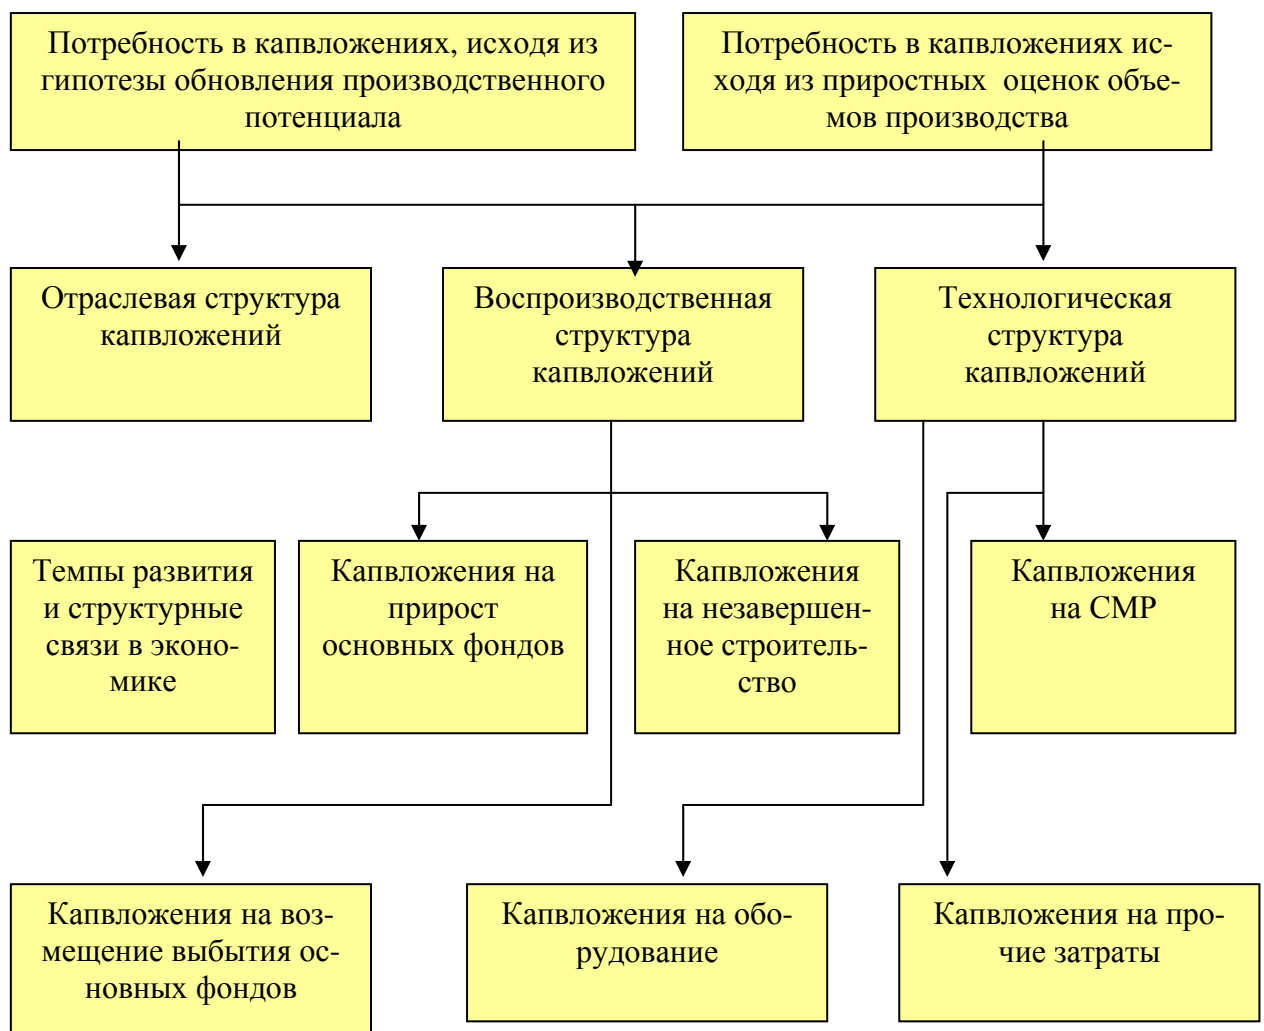 Потребность в капвложениях, исходя из
гипотезы обновления производственного
потенциала
Потребность в капвложениях ис-
ходя из приростных оценок объе-
мов производства
Отраслевая структура
капвложений
Воспроизводственная
структура
капвложений
Технологическая
структура
капвложений
Темпы развития
и структурные
связи в эконо-
мике
Капвложения на
прирост
основных фондов
Капвложения
на незавершен-
ное строитель-
ство
Капвложения
на СМР
Капвложения на воз-
мещение выбытия ос-
новных фондов
Капвложения на обо-
рудование
Капвложения на про-
чие затраты